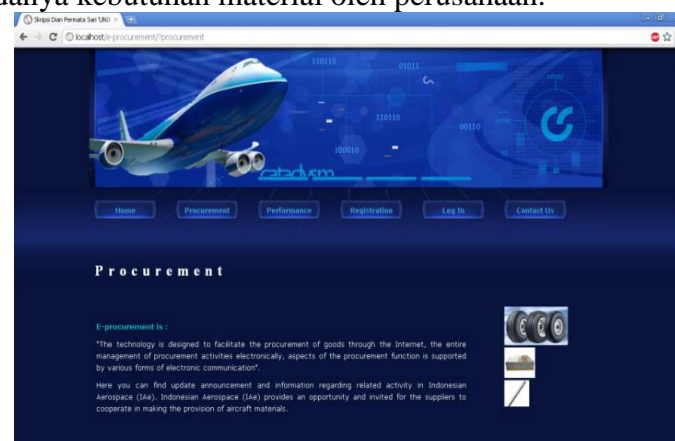 danya kebutuhan material oleh perusahaan.
Skripsi Dian Permata Sari 'UND
localhost/e-procurement/?procurement
110110
01012
110110
00110
100010
cataclysm
Home Procurement Performance Registration Log In Contact Us
Procurement
E-procurement is :
"The technology is designed to facilitate the procurement of goods through the Internet, the entire
management of procurement activities electronically, aspects of the procurement function is supported
by various forms of electronic communication".
Here you can find update announcement and information regarding related activity in Indonesian
Aerospace (IAe). Indonesian Aerospace (IAe) provides an opportunity and invited for the suppliers to
cooperate in making the provision of aircraft materials.